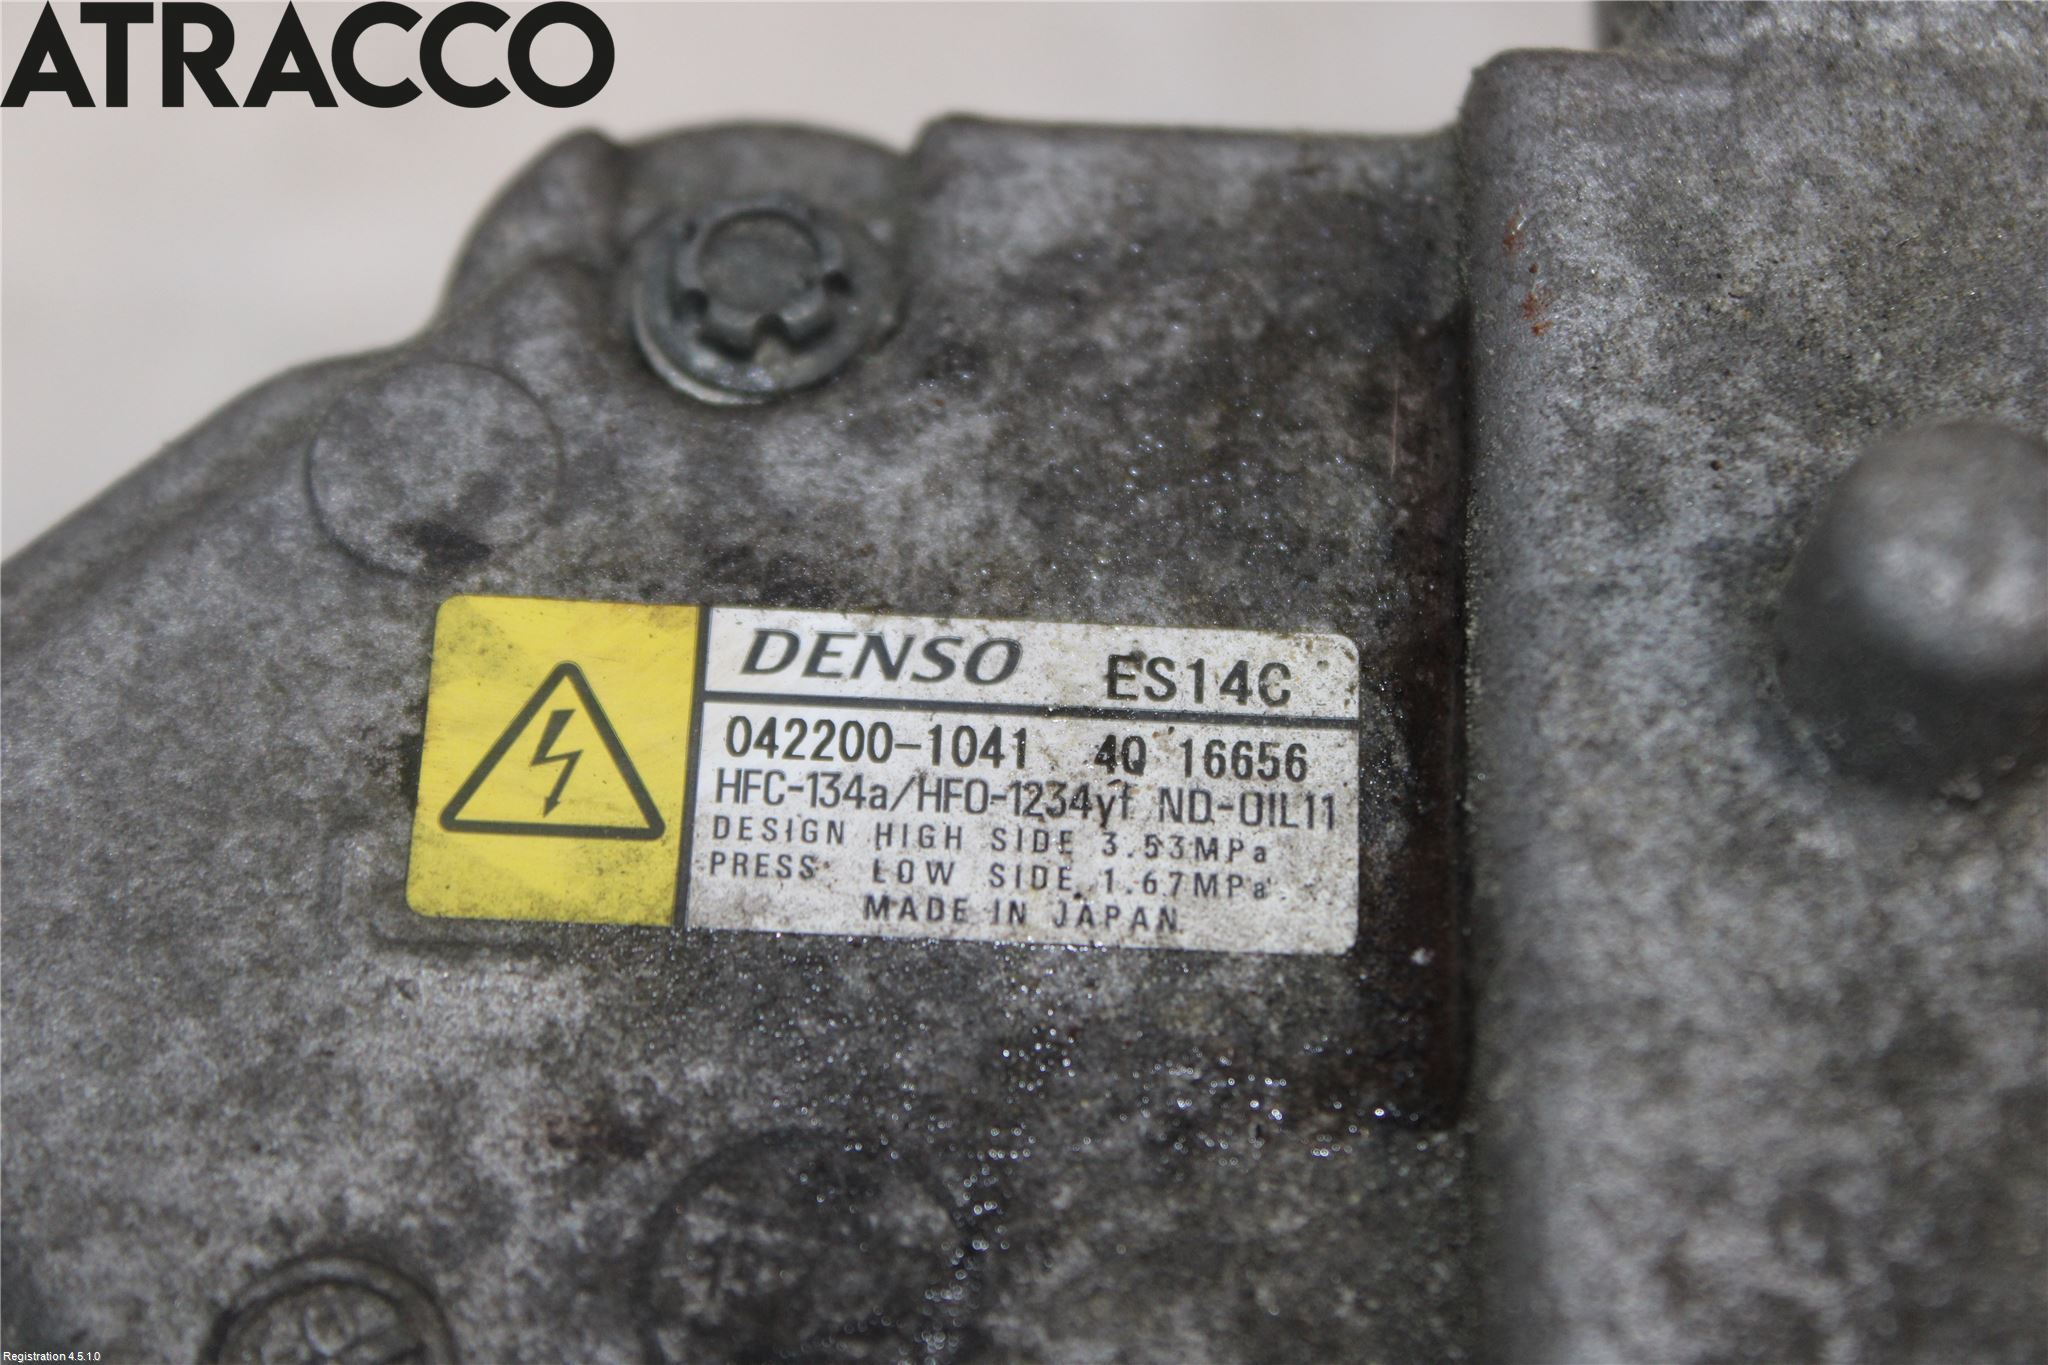 ATRACCO
DENSO ES14C
042200-1041 4Q 16656
HFC-134a/HFO-1234yf ND-OIL11
DESIGN HIGH SIDE 3.53MPa
PRESS. LOW SIDE 1.67MPa
MADE IN JAPAN
Registration 4.5.1.0